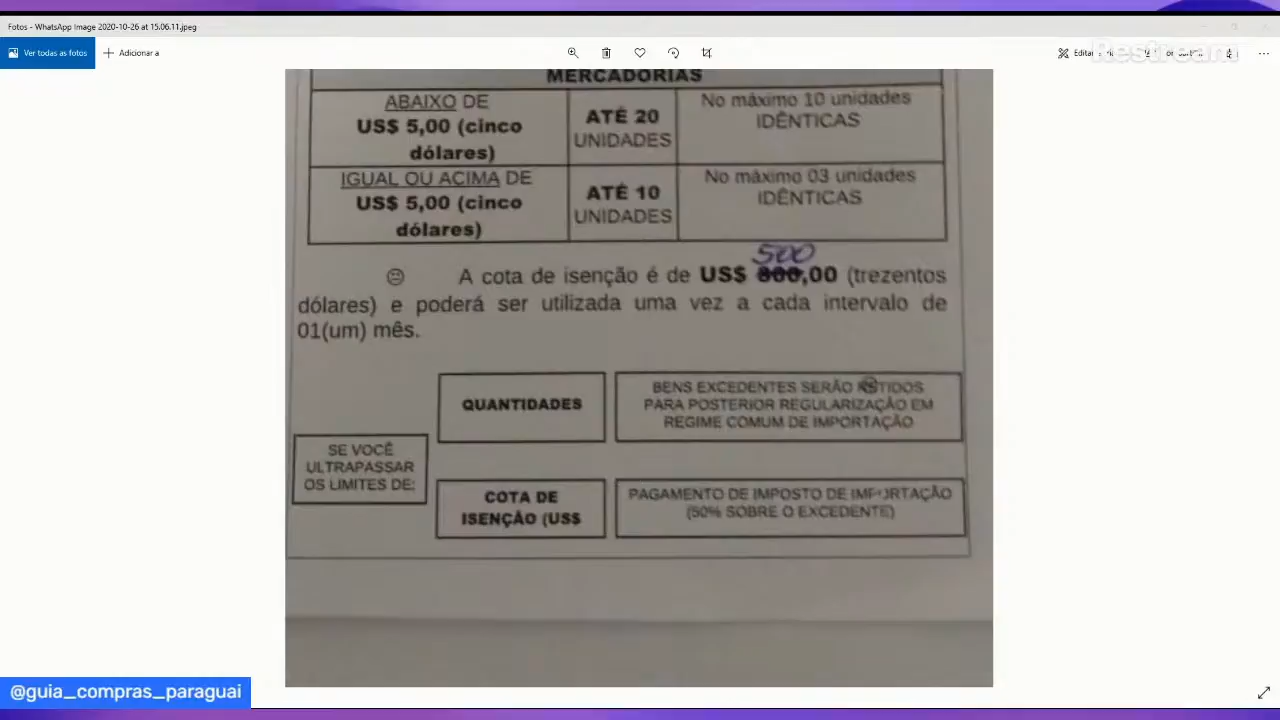 Fotos - WhatsApp Image 2020-10-26 at 15.06.11.jpeg
Ver todas as fotos
Adicionar a
Restream
MERCADORIAS
ABAIXO DE
US$ 5,00 (cinco
dólares)
ATÉ 20
UNIDADES
No máximo 10 unidades
IDÊNTICAS
IGUAL OU ACIMA DE
US$ 5,00 (cinco
dólares)
ATÉ 10
UNIDADES
No máximo 03 unidades
IDÊNTICAS
500
A cota de isenção é de US$ 300,00 (trezentos
dólares) e poderá ser utilizada uma vez a cada intervalo de
01(um) mês.
QUANTIDADES
BENS EXCEDENTES SERÃO RETIDOS
PARA POSTERIOR REGULARIZAÇÃO EM
REGIME COMUM DE IMPORTAÇÃO
SE VOCÊ
ULTRAPASSAR
OS LIMITES DE:
COTA DE
ISENÇÃO (US$
PAGAMENTO DE IMPOSTO DE IMPORTAÇÃO
(50% SOBRE O EXCEDENTE)
@guia_compras_paraguai